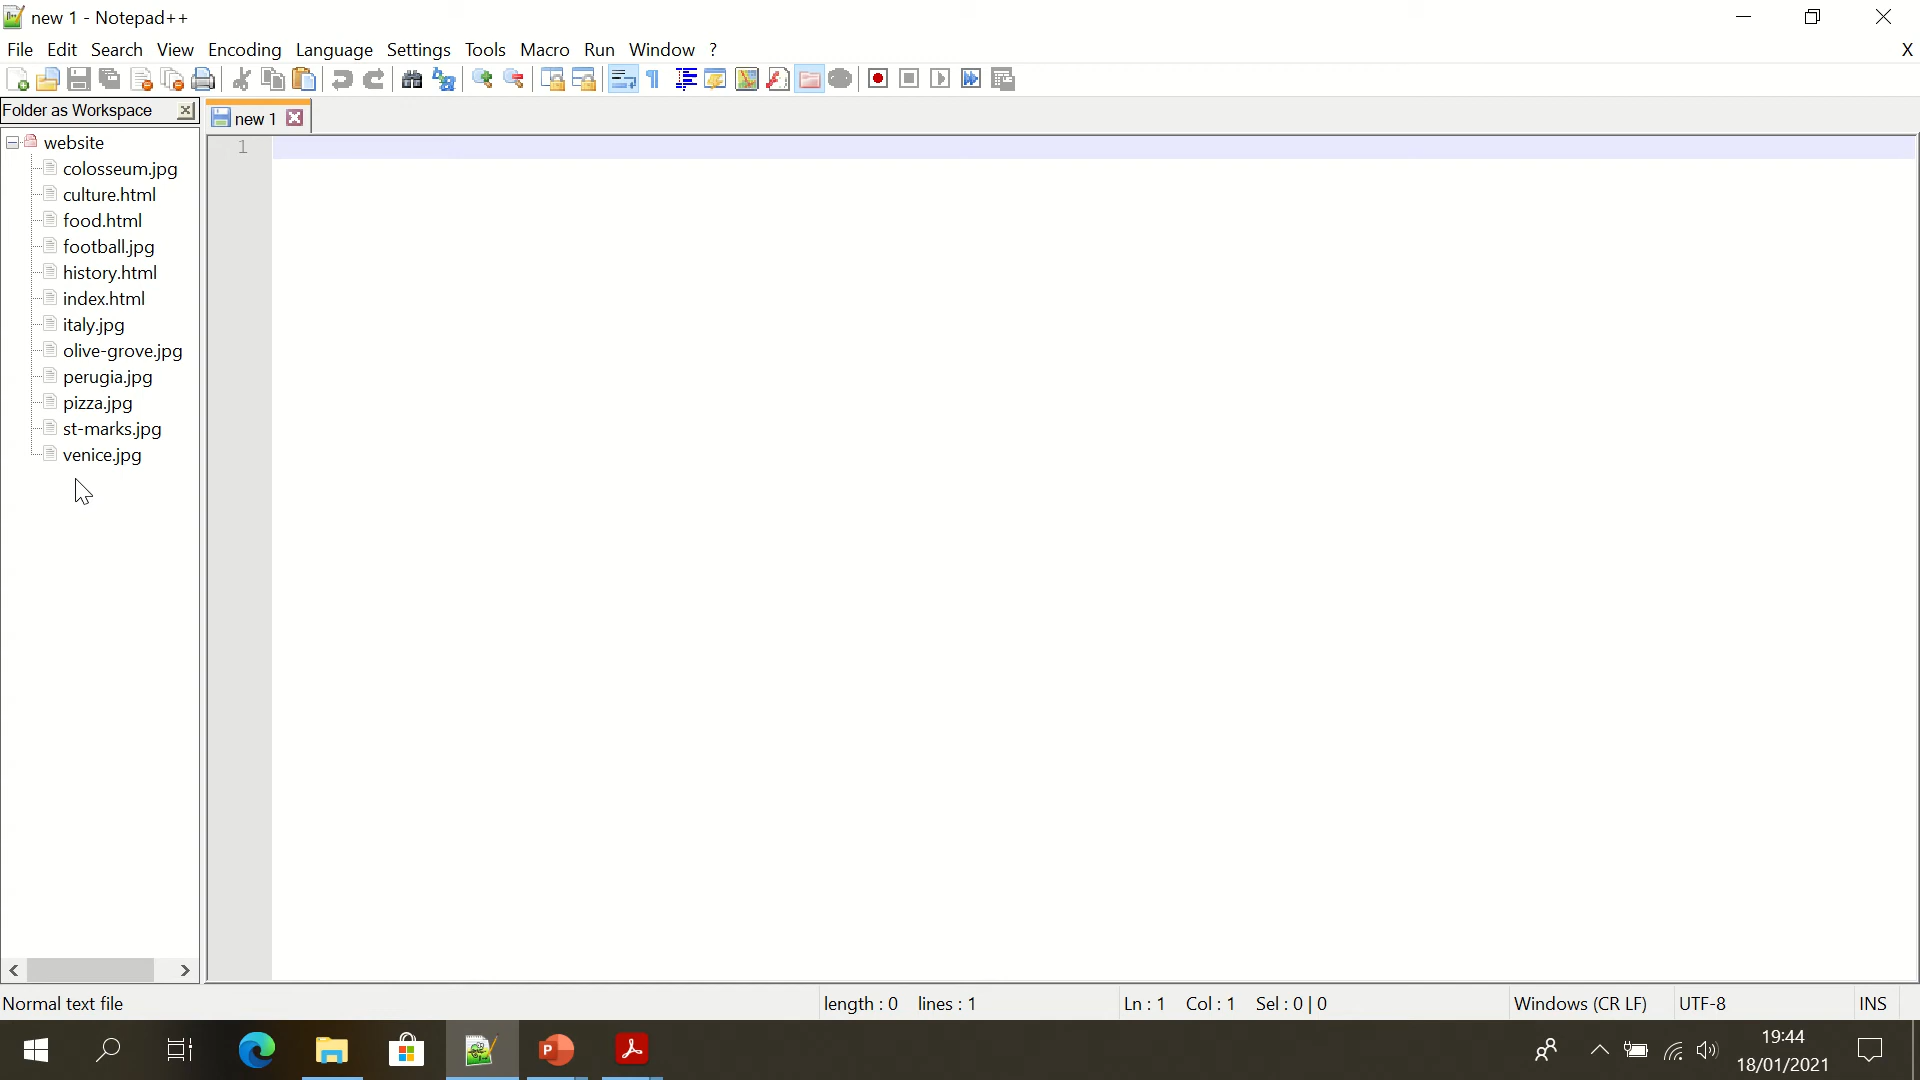 new 1 - Notepad++
File Edit Search View Encoding Language Settings Tools Macro Run Window ? X
Folder as Workspace
new 1
website
1
colosseum.jpg
culture.html
food.html
football.jpg
history.html
index.html
italy.jpg
olive-grove.jpg
perugia.jpg
pizza.jpg
st-marks.jpg
venice.jpg
Normal text file length : 0 lines : 1 Ln : 1 Col : 1 Sel : 0 | 0 Windows (CR LF) UTF-8 INS
19:44
18/01/2021